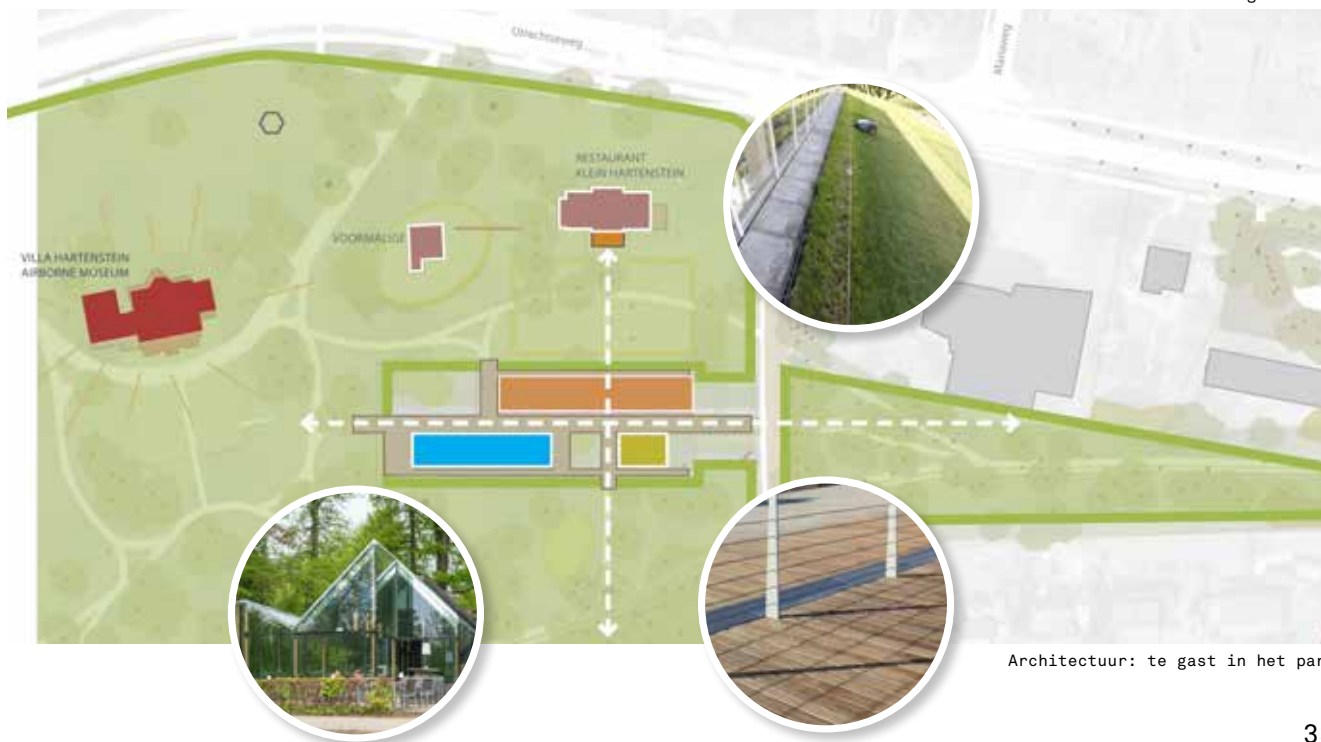 Utrechtseweg
RESTAURANT
KLEIN HARTENSTEIN
VOORMALIGE
VILLA HARTENSTEIN
AIRBORNE MUSEUM
Architectuur: te gast in het par
3